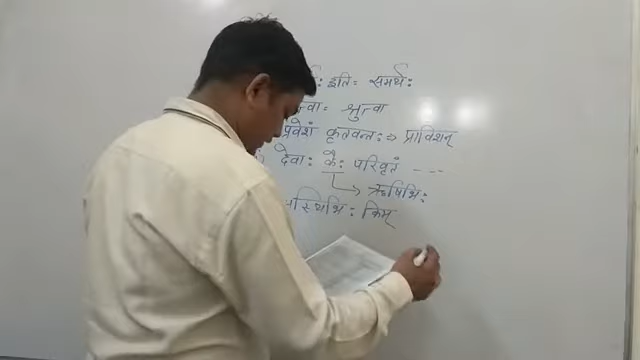 इति = समर्थः
त्वा = श्रुत्वा
प्रवेशं कृतवन्तः ⇒ प्राविशन्
देवाः कैः परिवृतं - - -
↳ ऋषिभिः
स्थिभिः किम्